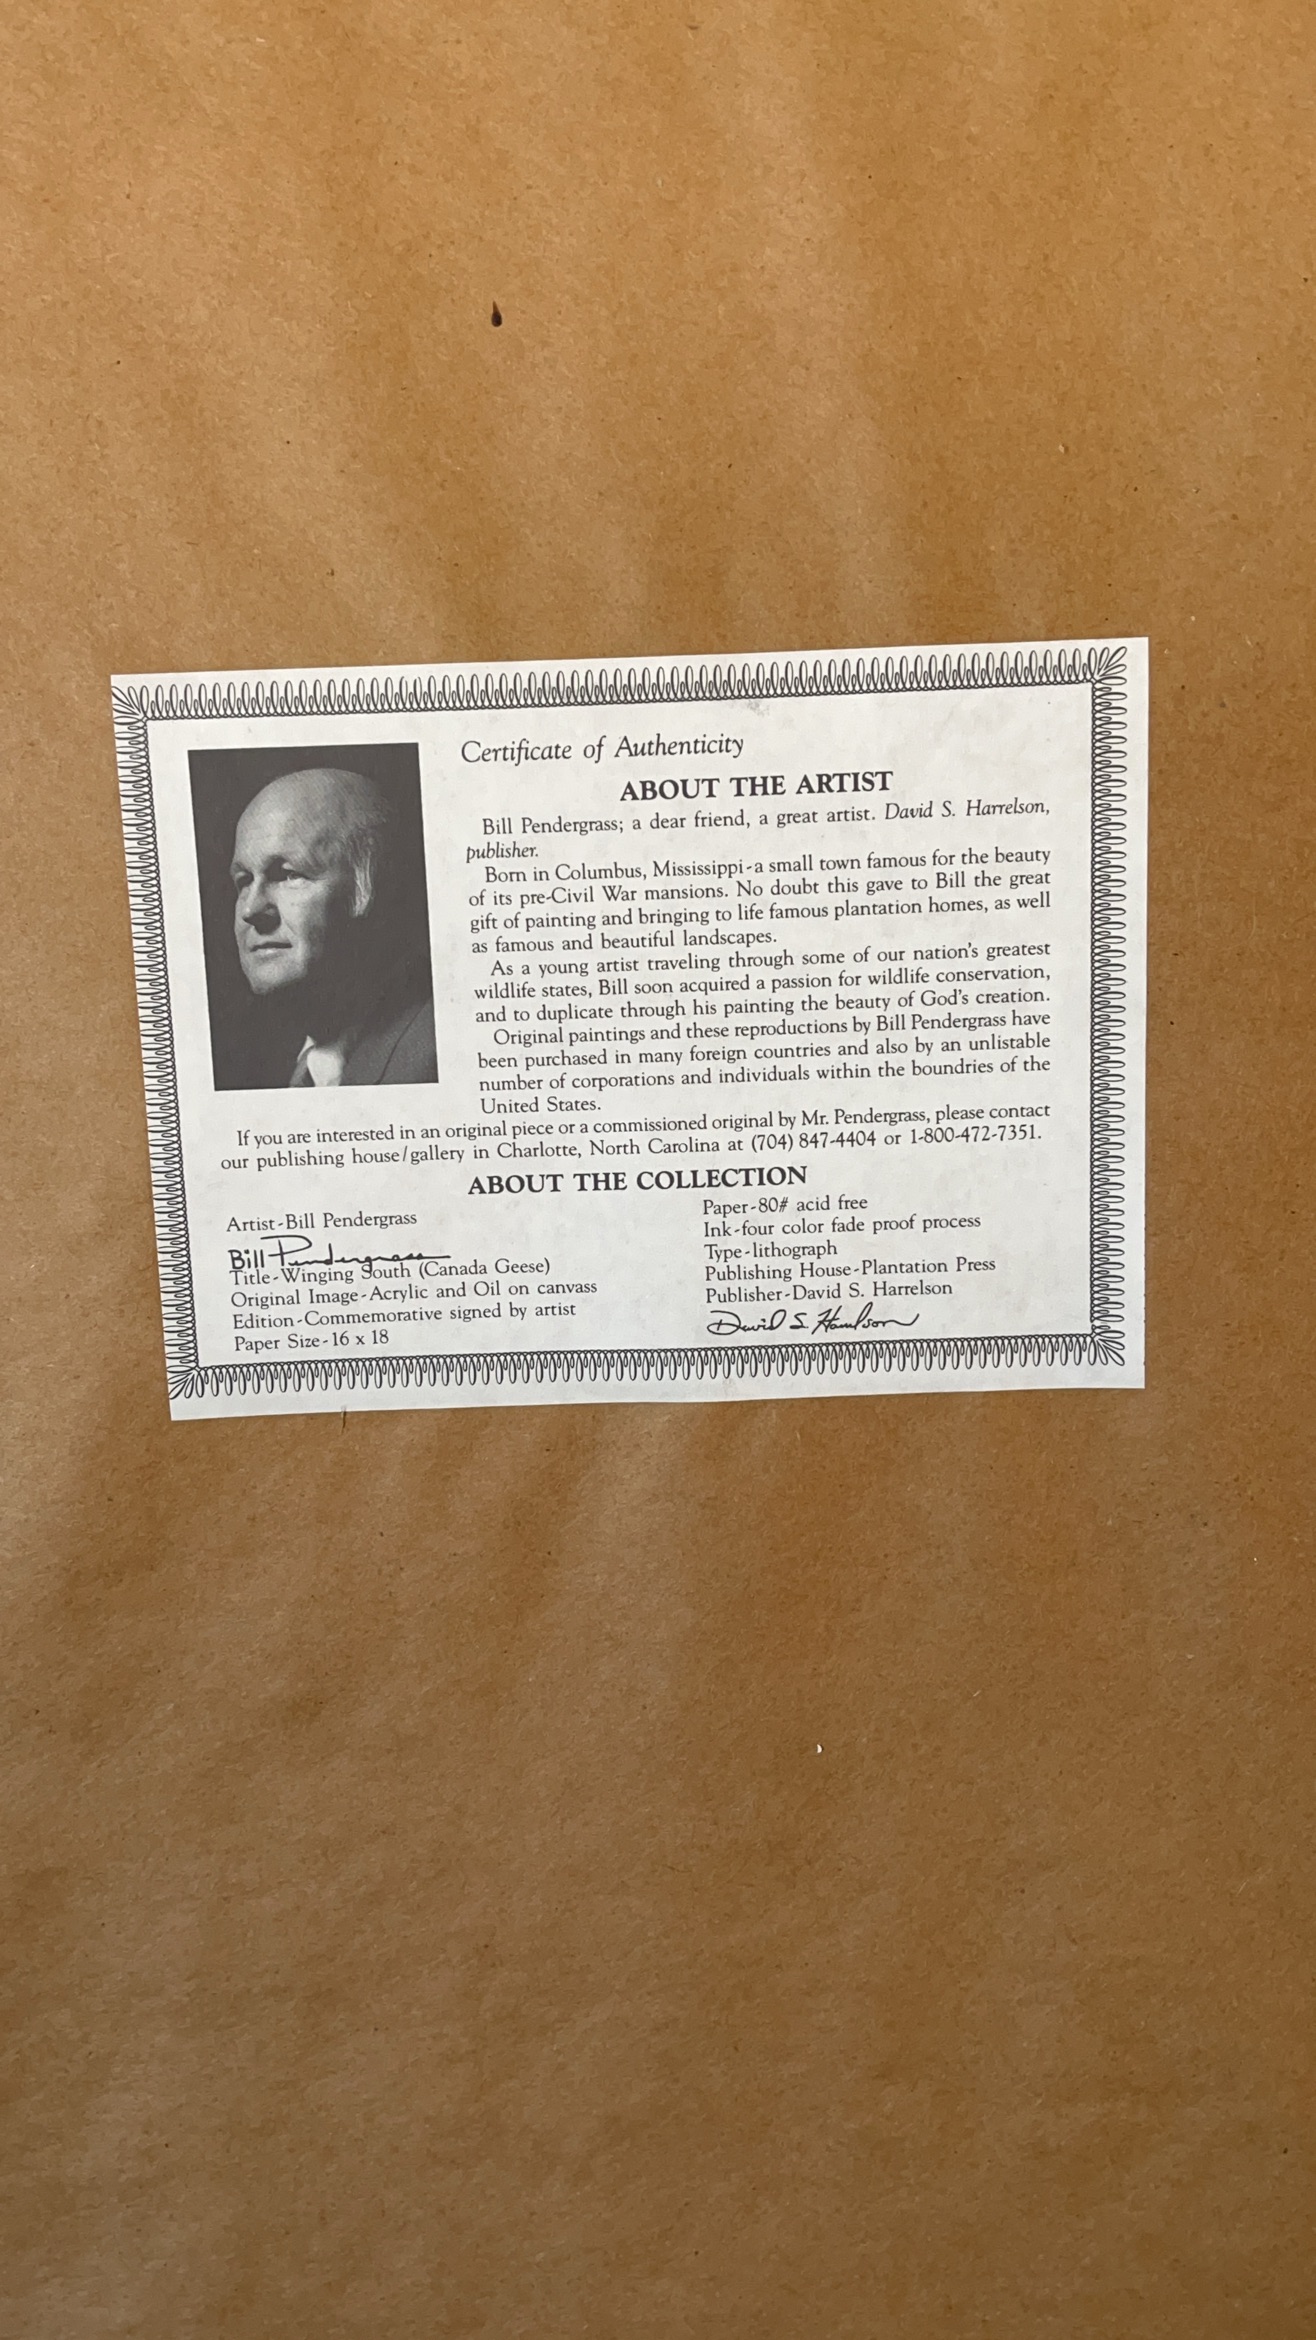 Certificate of Authenticity
ABOUT THE ARTIST
Bill Pendergrass; a dear friend, a great artist. David S. Harrelson,
publisher.
Born in Columbus, Mississippi-a small town famous for the beauty
of its pre-Civil War mansions. No doubt this gave to Bill the great
gift of painting and bringing to life famous plantation homes, as well
as famous and beautiful landscapes.
As a young artist traveling through some of our nation's greatest
wildlife states, Bill soon acquired a passion for wildlife conservation,
and to duplicate through his painting the beauty of God's creation.
Original paintings and these reproductions by Bill Pendergrass have
been purchased in many foreign countries and also by an unlistable
number of corporations and individuals within the boundries of the
United States.
If you are interested in an original piece or a commissioned original by Mr. Pendergrass, please contact
our publishing house/gallery in Charlotte, North Carolina at (704) 847-4404 or 1-800-472-7351.
ABOUT THE COLLECTION
Artist-Bill Pendergrass
Bill Pendergrass
Title-Winging South (Canada Geese)
Original Image-Acrylic and Oil on canvass
Edition-Commemorative signed by artist
Paper Size-16 x 18
Paper-80# acid free
Ink-four color fade proof process
Type-lithograph
Publishing House-Plantation Press
Publisher-David S. Harrelson
David S. Harrelson